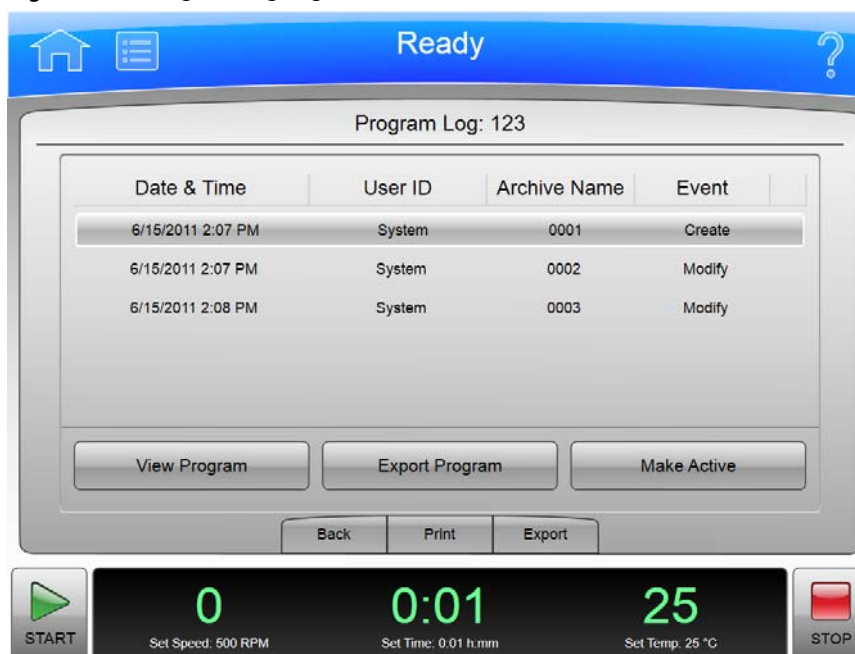 Ready
Program Log: 123
Date & Time User ID Archive Name Event
6/15/2011 2:07 PM System 0001 Create
6/15/2011 2:07 PM System 0002 Modify
6/15/2011 2:08 PM System 0003 Modify
View Program Export Program Make Active
Back Print Export
0 0:01 25
START Set Speed: 500 RPM Set Time: 0:01 h:mm Set Temp: 25 °C STOP